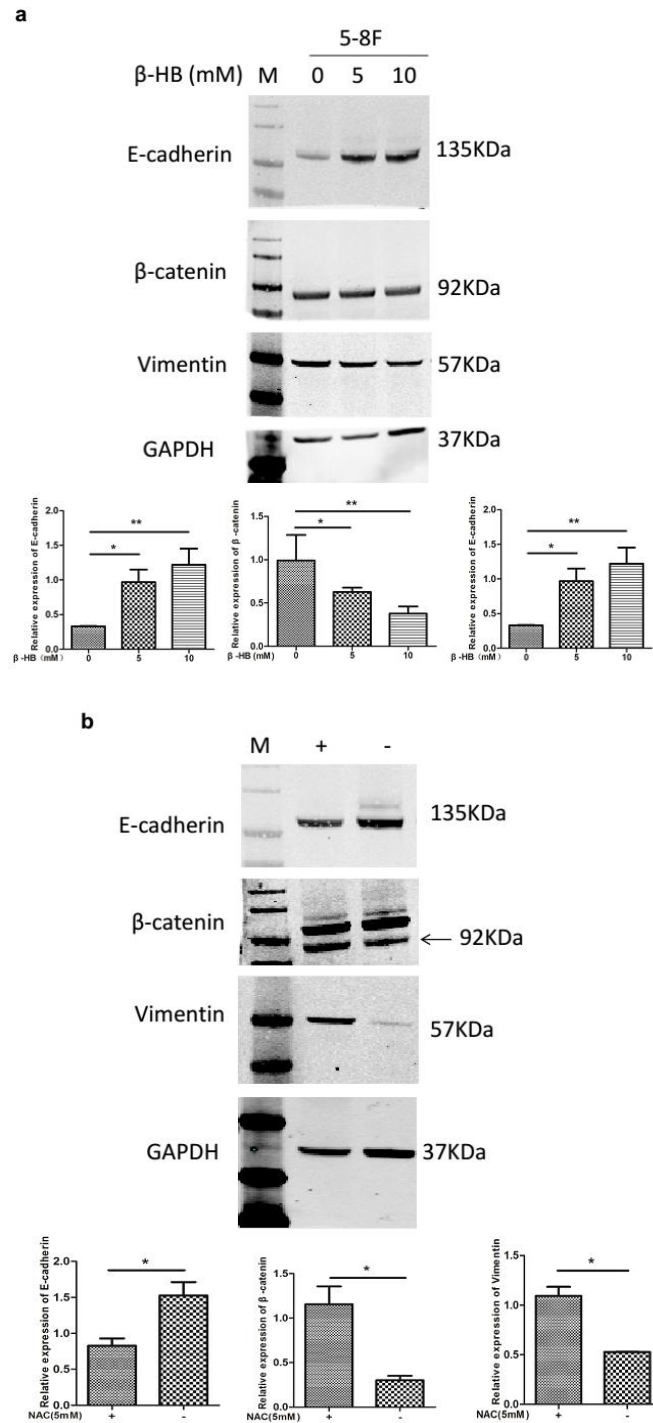 a
5-8F
β-HB (mM) M 0 5 10
E-cadherin 135KDa
β-catenin 92KDa
Vimentin 57KDa
GAPDH 37KDa
Relative expression of E-cadherin
2.0
1.5
1.0
0.5
0.0
**
*
β -HB (mM) 0 5 10
Relative expression of β -catenin
1.5
1.0
0.5
0.0
**
*
β -HB (mM) 0 5 10
Relative expression of E-cadherin
2.0
1.5
1.0
0.5
0.0
**
*
β -HB (mM) 0 5 10
b
M + -
E-cadherin 135KDa
β-catenin ← 92KDa
Vimentin 57KDa
GAPDH 37KDa
Relative expression of E-cadherin
2.0
1.5
1.0
0.5
0.0
*
NAC(5mM) + -
Relative expression of β -catenin
1.5
1.0
0.5
0.0
*
NAC(5mM) + -
Relative expression of Vimentin
1.5
1.0
0.5
0.0
*
NAC(5mM) + -